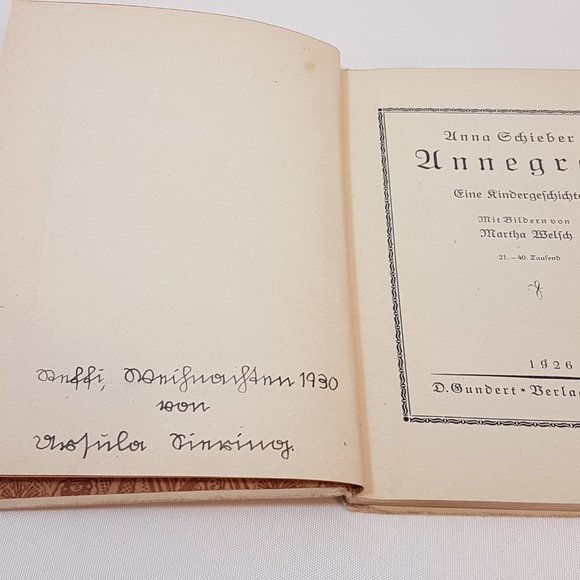 Weihnachten 1930
von
Ursula Siering.
Anna Schieber
Annegre
Eine Kindergeschichte
Mit Bildern von
Martha Welsch
21.–40. Tausend
1926
D. Gundert * Verla